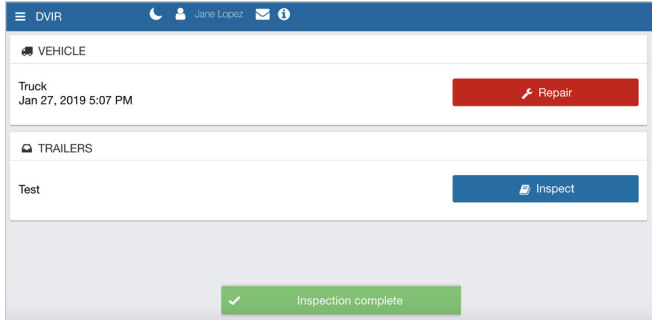 DVIR
Jane Lopez
VEHICLE
Truck
Jan 27, 2019 5:07 PM
Repair
TRAILERS
Test
Inspect
Inspection complete